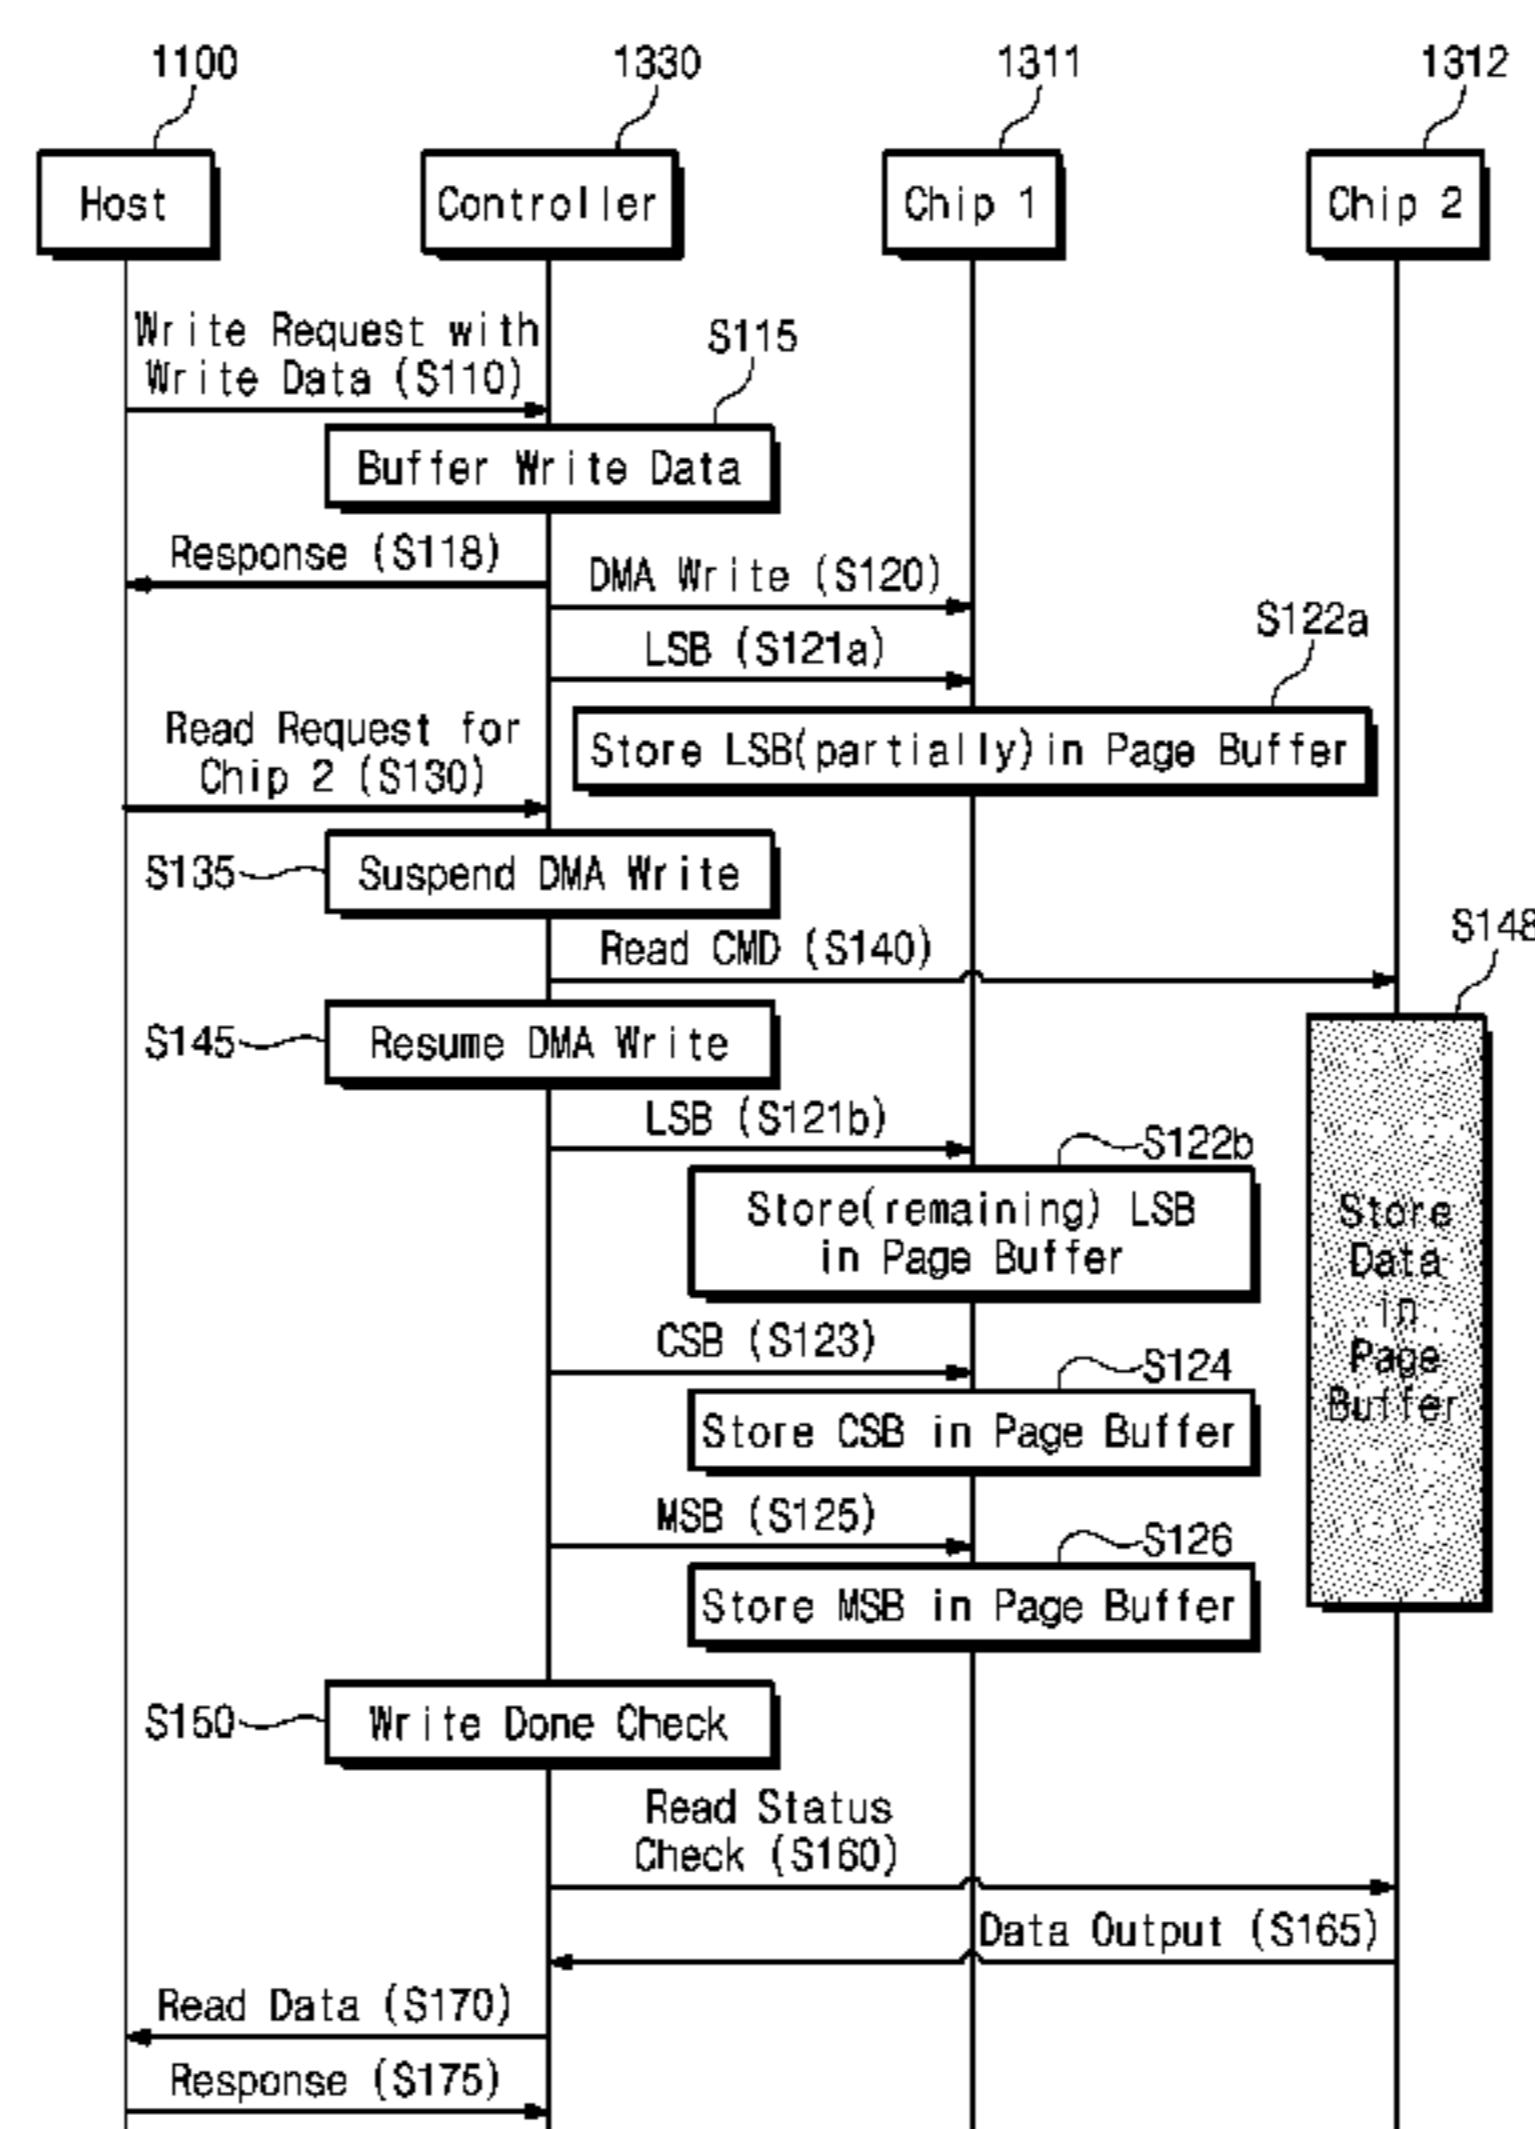 1100
1330
1311
1312
Host
Controller
Chip 1
Chip 2
Write Request with
Write Data (S110)
S115
Buffer Write Data
Response (S118)
DMA Write (S120)
LSB (S121a)
S122a
Read Request for
Chip 2 (S130)
Store LSB(partially)in Page Buffer
S135
Suspend DMA Write
Read CMD (S140)
S148
S145
Resume DMA Write
LSB (S121b)
S122b
Store(remaining) LSB
in Page Buffer
Store
Data
in
Page
Buffer
CSB (S123)
S124
Store CSB in Page Buffer
MSB (S125)
S126
Store MSB in Page Buffer
S150
Write Done Check
Read Status
Check (S160)
Data Output (S165)
Read Data (S170)
Response (S175)